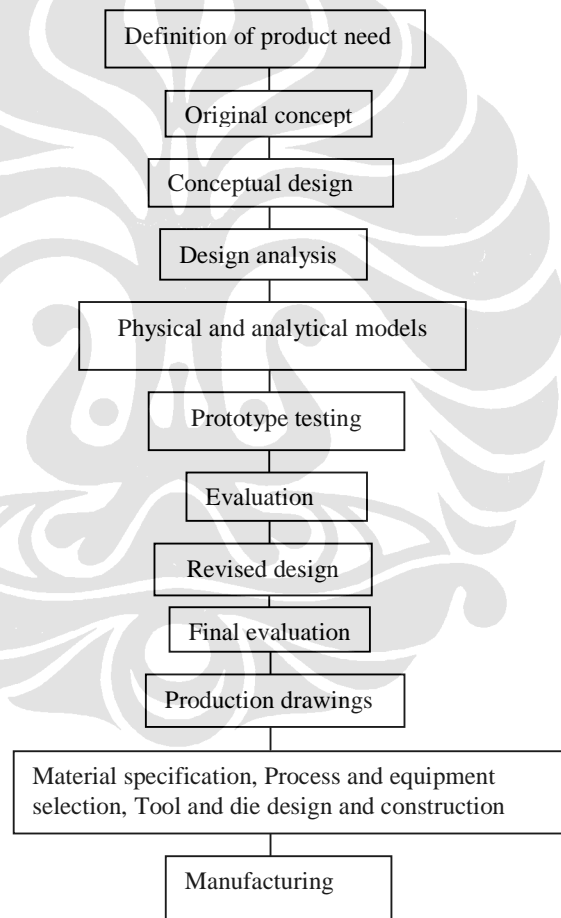 Definition of product need
Original concept
Conceptual design
Design analysis
Physical and analytical models
Prototype testing
Evaluation
Revised design
Final evaluation
Production drawings
Material specification, Process and equipment
selection, Tool and die design and construction
Manufacturing